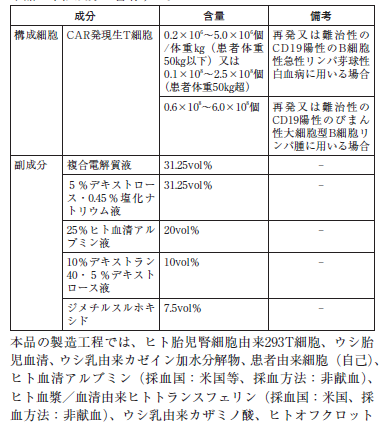 成分
含量
備考
構成細胞
CAR発現生T細胞
0.2×10⁶～5.0×10⁶個
/体重kg（患者体重
50kg以下）又は
0.1×10⁸～2.5×10⁸個
（患者体重50kg超）
再発又は難治性の
CD19陽性のB細胞
性急性リンパ芽球性
白血病に用いる場合
0.6×10⁸～6.0×10⁸個
再発又は難治性の
CD19陽性のびまん
性大細胞型B細胞リ
ンパ腫に用いる場合
副成分
複合電解質液
31.25vol%
－
5％デキストロー
ス・0.45％塩化ナ
トリウム液
31.25vol%
－
25％ヒト血清アル
ブミン液
20vol%
－
10％デキストラン
40・5％デキスト
ロース液
10vol%
－
ジメチルスルホキ
シド
7.5vol%
－
本品の製造工程では、ヒト胎児腎細胞由来293T細胞、ウシ胎
児血清、ウシ乳由来カゼイン加水分解物、患者由来細胞（自己）、
ヒト血清アルブミン（採血国：米国等、採血方法：非献血）、
ヒト血漿／血清由来ヒトトランスフェリン（採血国：米国、採
血方法：非献血）、ウシ乳由来カザミノ酸、ヒトオフクロット